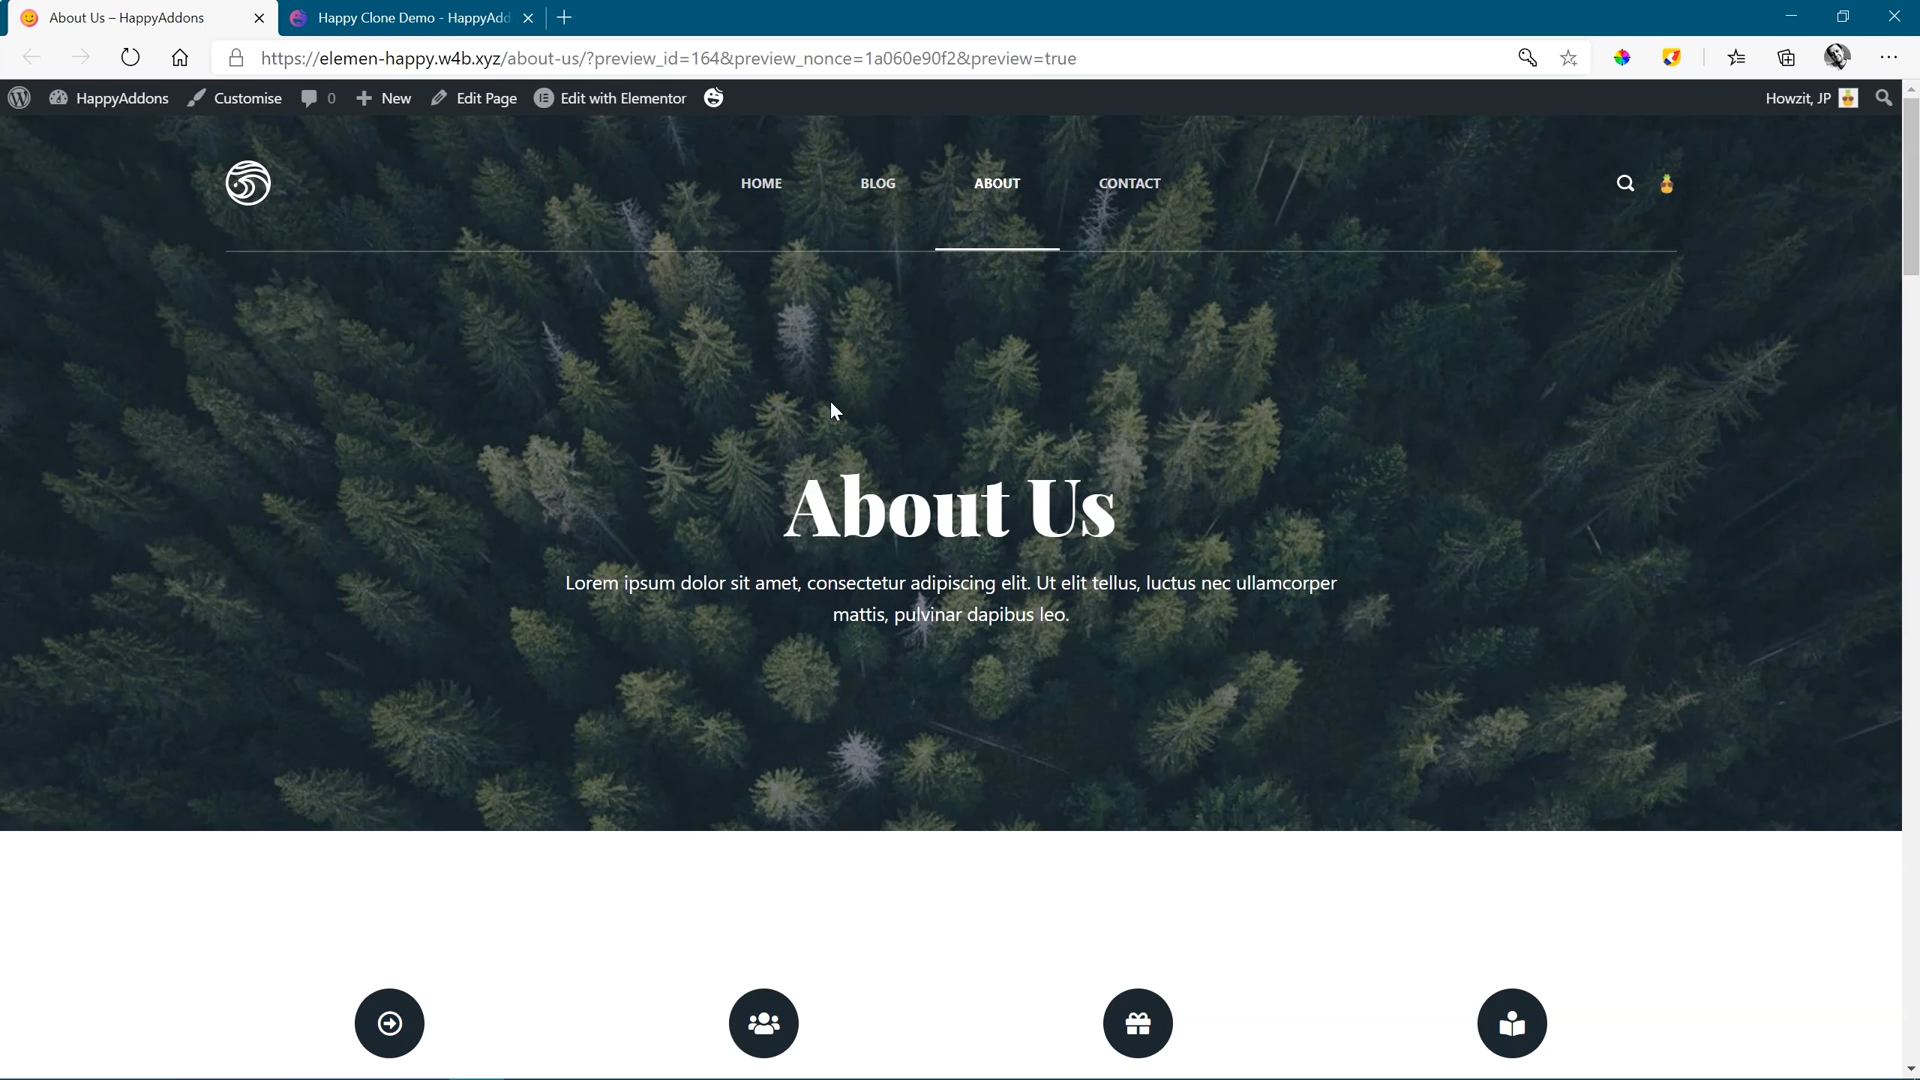 About Us – HappyAddons
Happy Clone Demo - HappyAdd
https://elemen-happy.w4b.xyz/about-us/?preview_id=164&preview_nonce=1a060e90f2&preview=true
HappyAddons Customise 0 New Edit Page Edit with Elementor Howzit, JP
HOME BLOG ABOUT CONTACT
About Us
Lorem ipsum dolor sit amet, consectetur adipiscing elit. Ut elit tellus, luctus nec ullamcorper
mattis, pulvinar dapibus leo.